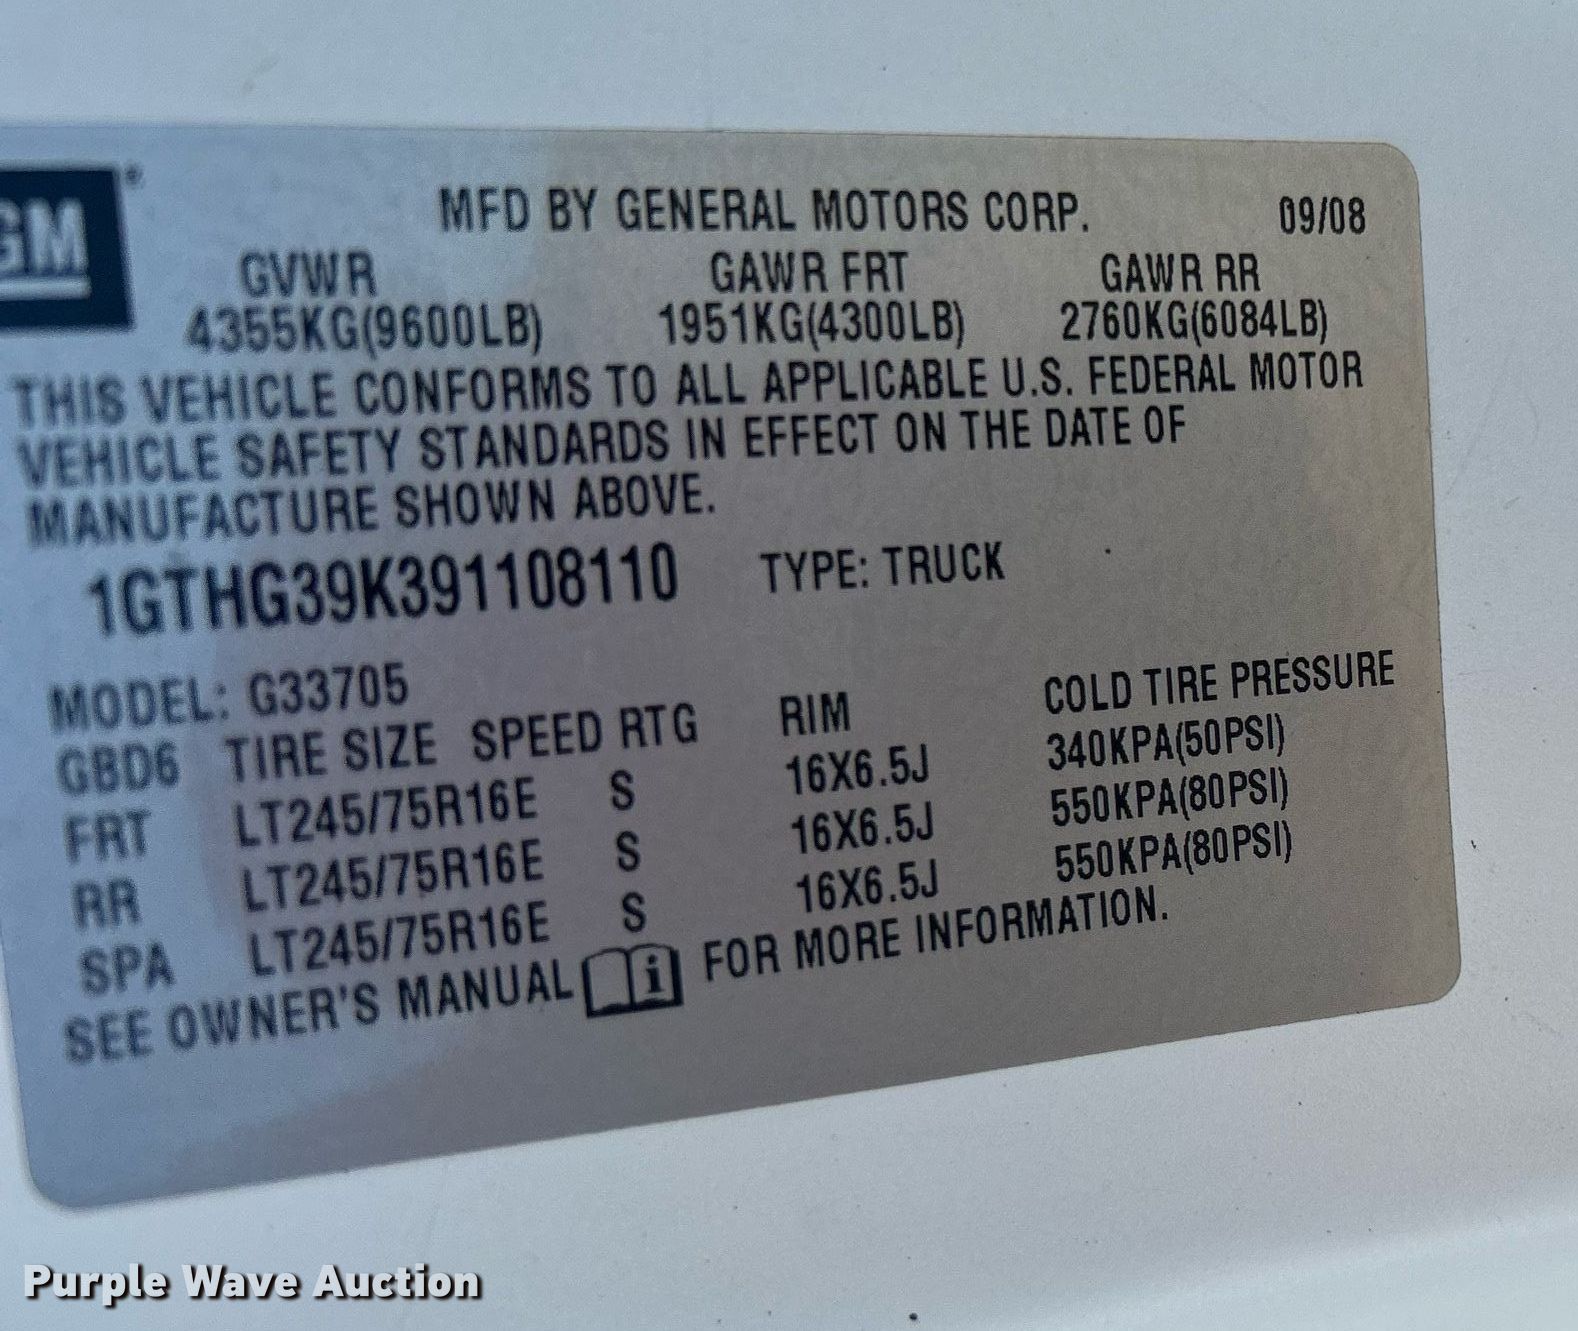 GM ®
MFD BY GENERAL MOTORS CORP. 09/08
GVWR GAWR FRT GAWR RR
4355KG(9600LB) 1951KG(4300LB) 2760KG(6084LB)
THIS VEHICLE CONFORMS TO ALL APPLICABLE U.S. FEDERAL MOTOR
VEHICLE SAFETY STANDARDS IN EFFECT ON THE DATE OF
MANUFACTURE SHOWN ABOVE.
1GTHG39K391108110 TYPE: TRUCK
MODEL: G33705
GBD6 TIRE SIZE SPEED RTG RIM COLD TIRE PRESSURE
FRT LT245/75R16E S 16X6.5J 340KPA(50PSI)
RR LT245/75R16E S 16X6.5J 550KPA(80PSI)
SPA LT245/75R16E S 16X6.5J 550KPA(80PSI)
SEE OWNER'S MANUAL i FOR MORE INFORMATION.
Purple Wave Auction